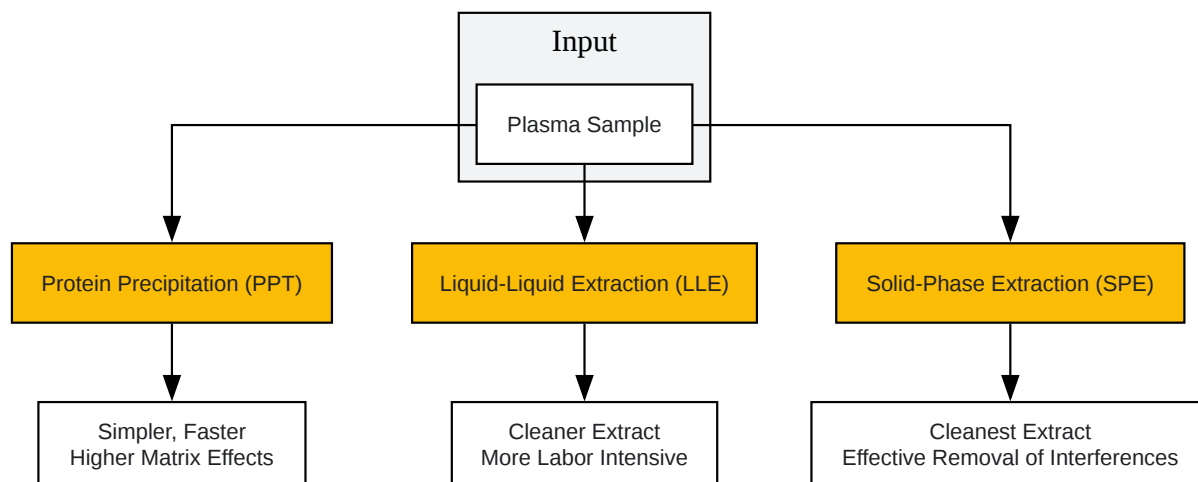 Input
Plasma Sample
Protein Precipitation (PPT)
Liquid-Liquid Extraction (LLE)
Solid-Phase Extraction (SPE)
Simpler, Faster
Higher Matrix Effects
Cleaner Extract
More Labor Intensive
Cleanest Extract
Effective Removal of Interferences